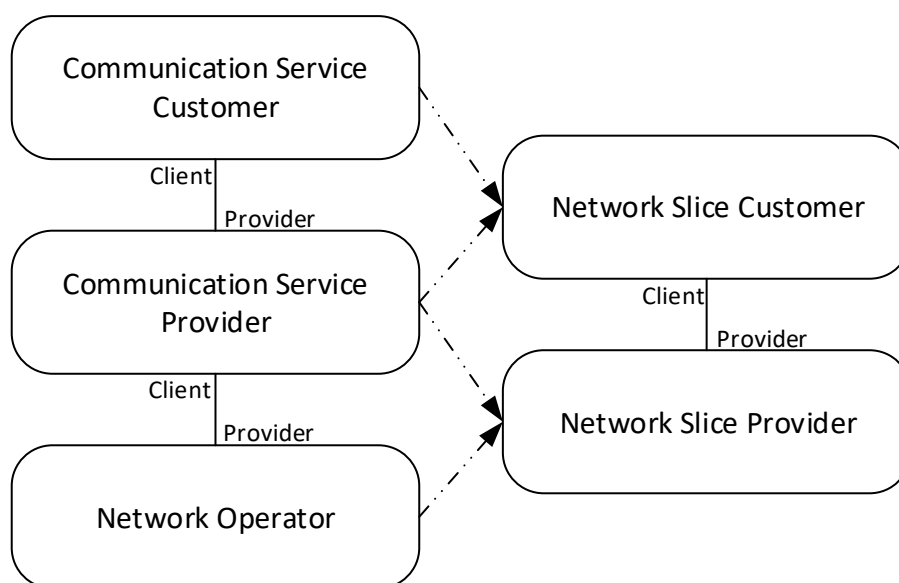 Communication Service
Customer
Client
Provider
Communication Service
Provider
Client
Provider
Network Operator
Network Slice Customer
Client
Provider
Network Slice Provider